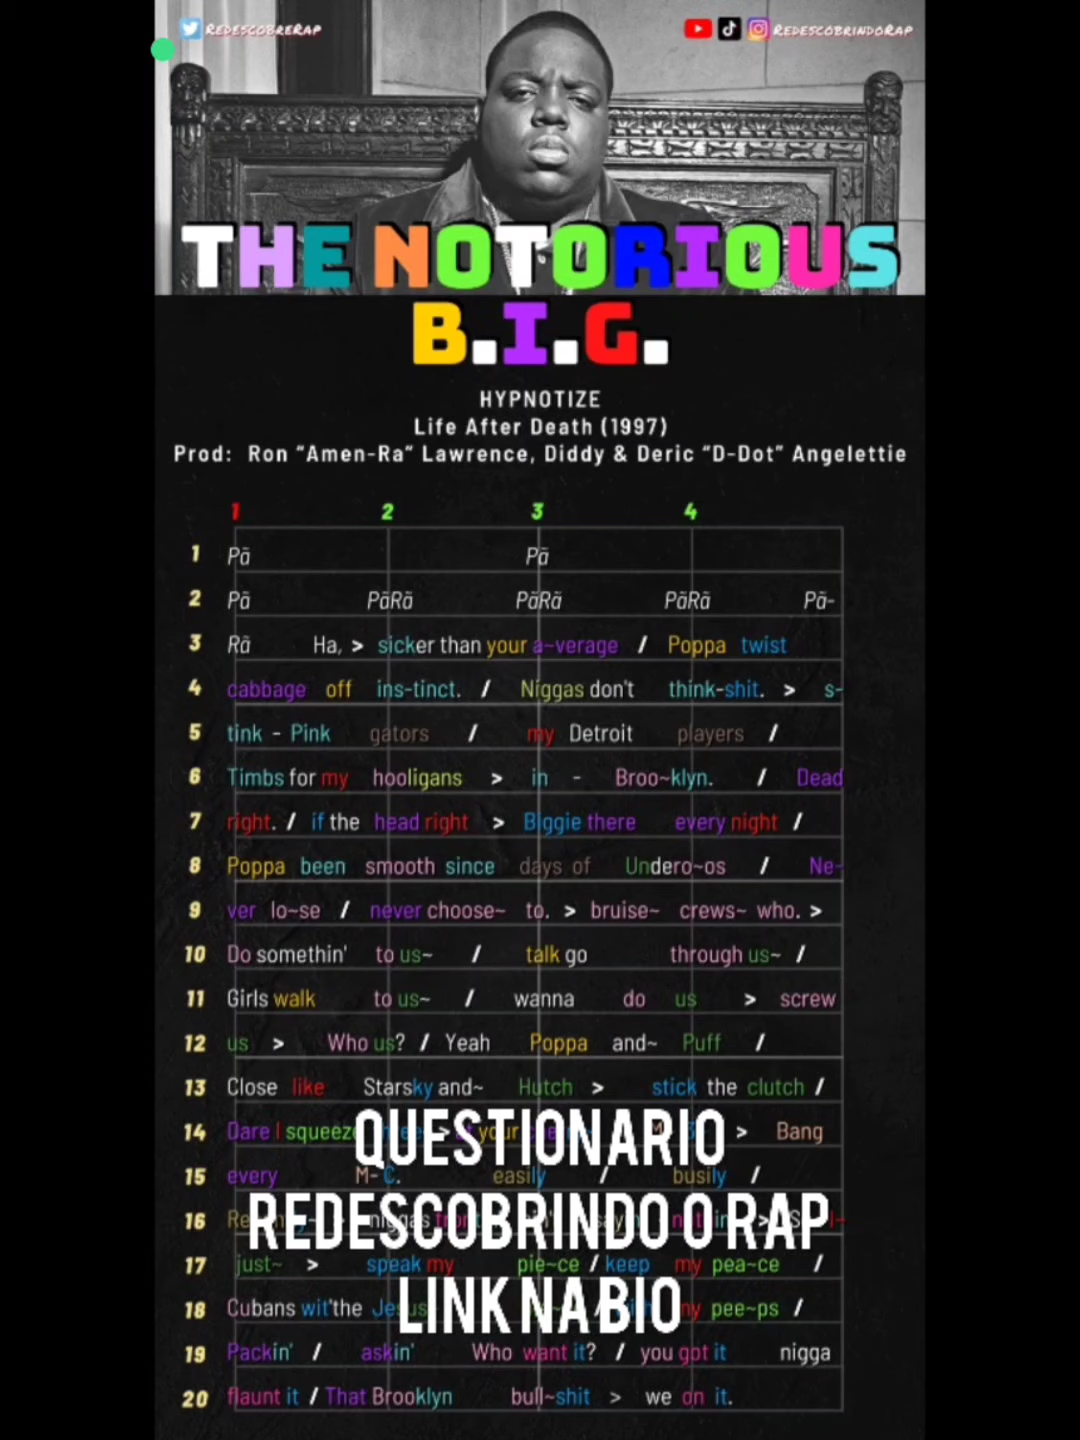 RedescobreRap
RedescobrindoRap
THE NOTORIOUS
B.I.G.
HYPNOTIZE
Life After Death (1997)
Prod: Ron "Amen-Ra" Lawrence, Diddy & Deric "D-Dot" Angelettie
1 2 3 4
1 Pã Pã
2 Pã PãRã PãRã PãRã Pã-
3 Rã Ha, > sicker than your a~verage / Poppa twist
4 cabbage off ins-tinct. / Niggas don't think-shit. > s-
5 tink - Pink gators / my Detroit players /
6 Timbs for my hooligans > in - Broo~klyn. / Dead
7 right. / if the head right > Biggie there every night /
8 Poppa been smooth since days of Undero~os / Ne-
9 ver lo~se / never choose~ to. > bruise~ crews~ who. >
10 Do somethin' to us~ / talk go through us~ /
11 Girls walk to us~ / wanna do us > screw
12 us > Who us? / Yeah Poppa and~ Puff /
13 Close like Starsky and~ Hutch > stick the clutch /
14 Dare I squeeze your > Bang
15 every M-C. easily / busily /
16 niggas
17 just~ > speak my pie~ce / keep my pea~ce /
18 Cubans wit'the Jesus / my pee~ps /
19 Packin' / askin' Who want it? / you got it nigga
20 flaunt it / That Brooklyn bull~shit > we on it.
QUESTIONARIO
REDESCOBRINDO O RAP
LINK NA BIO